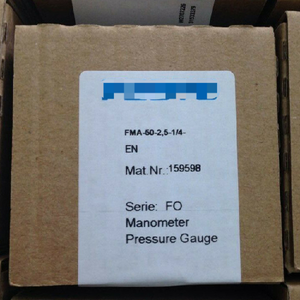 FMA-50-2,5-1/4-
EN
Mat.Nr.:159598
Serie: FO
Manometer
Pressure Gauge